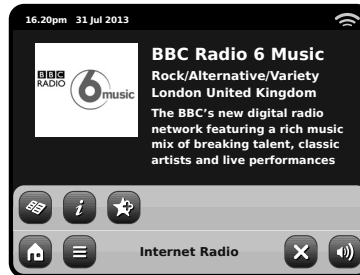 16.20pm 31 Jul 2013
BBC
RADIO
6
music
BBC Radio 6 Music
Rock/Alternative/Variety
London United Kingdom
The BBC's new digital radio
network featuring a rich music
mix of breaking talent, classic
artists and live performances
i
Internet Radio